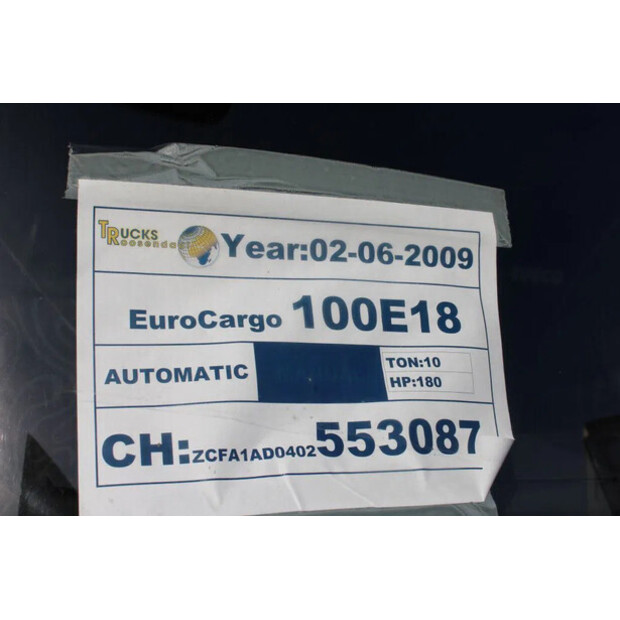 TRUCKS
Roosendaal
Year:02-06-2009
EuroCargo 100E18
AUTOMATIC
TON:10
HP:180
CH:ZCFA1AD0402553087